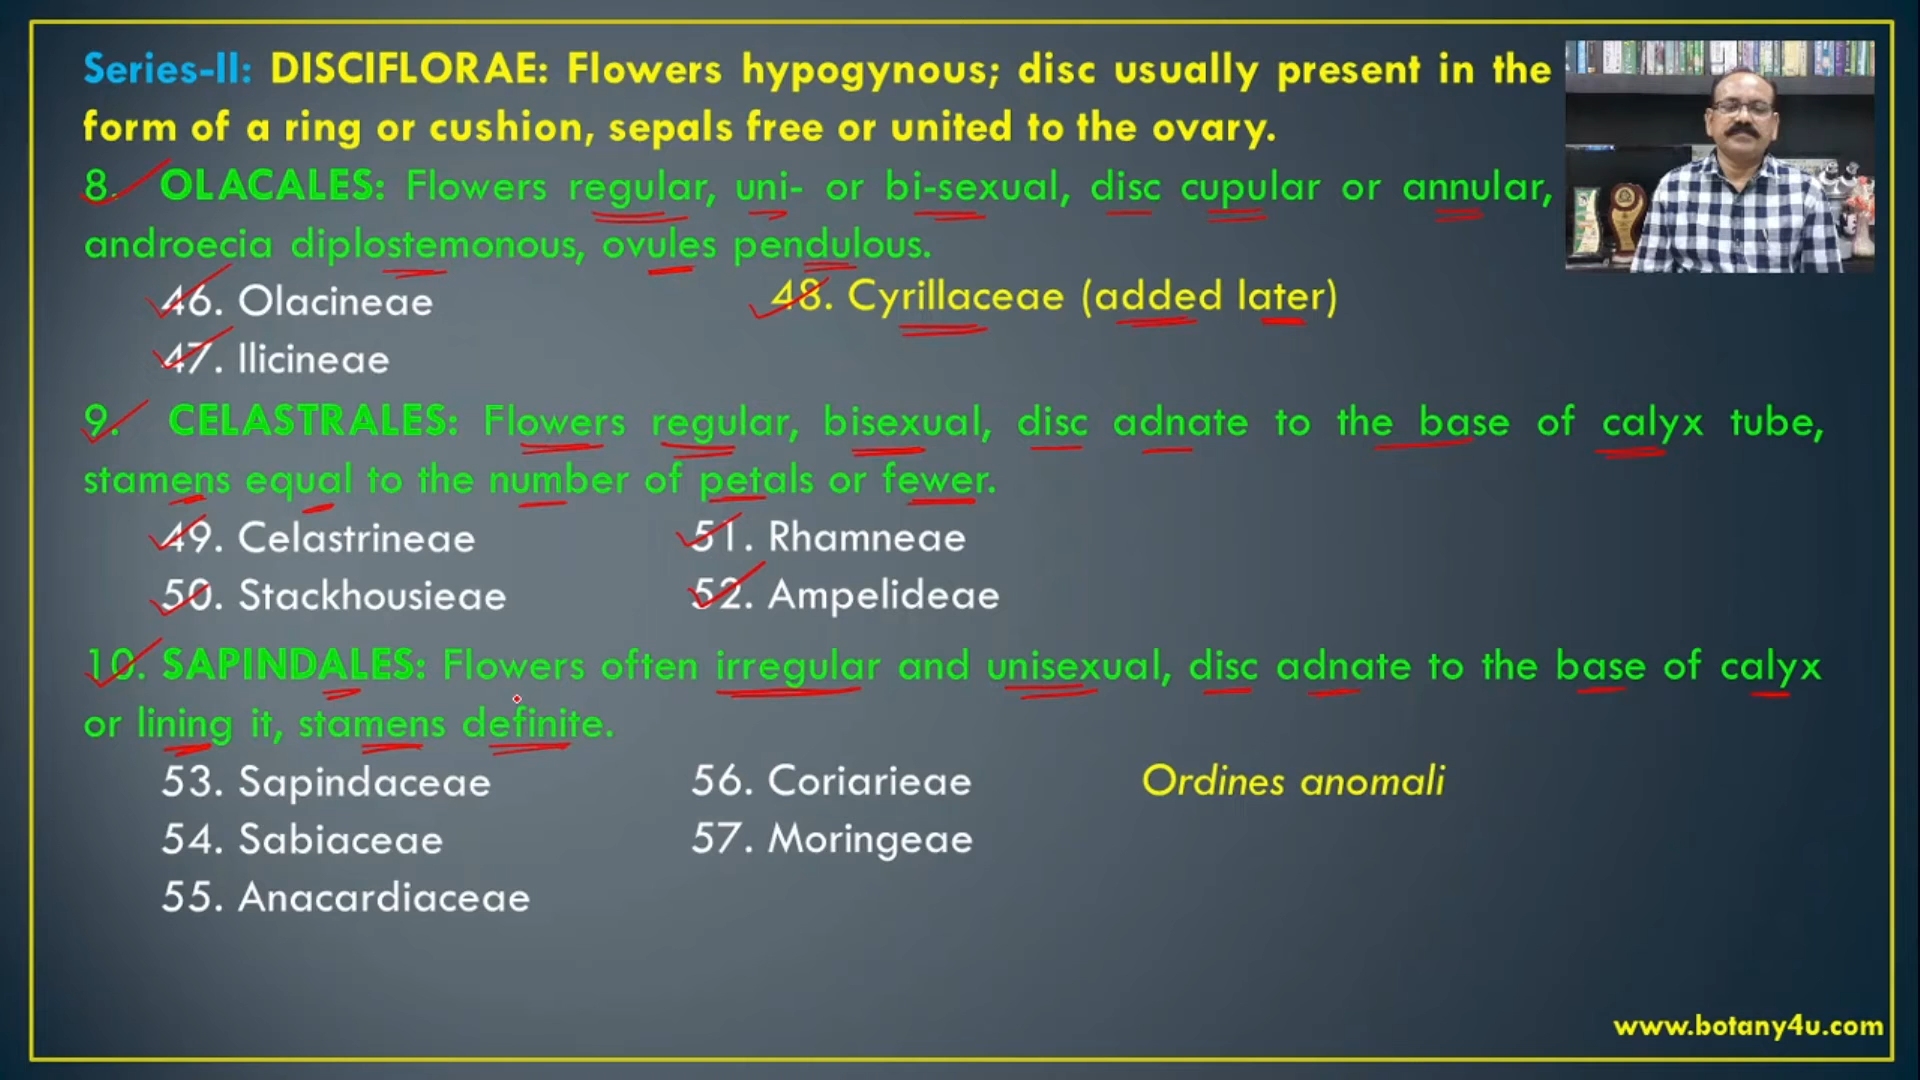 Series-II: DISCIFLORAE: Flowers hypogynous; disc usually present in the
form of a ring or cushion, sepals free or united to the ovary.
8. OLACALES: Flowers regular, uni- or bi-sexual, disc cupular or annular,
androecia diplostemonous, ovules pendulous.
46. Olacineae
48. Cyrillaceae (added later)
47. Ilicineae
9. CELASTRALES: Flowers regular, bisexual, disc adnate to the base of calyx tube,
stamens equal to the number of petals or fewer.
49. Celastrineae
51. Rhamneae
50. Stackhousieae
52. Ampelideae
10. SAPINDALES: Flowers often irregular and unisexual, disc adnate to the base of calyx
or lining it, stamens definite.
53. Sapindaceae
56. Coriarieae
Ordines anomali
54. Sabiaceae
57. Moringeae
55. Anacardiaceae
www.botany4u.com